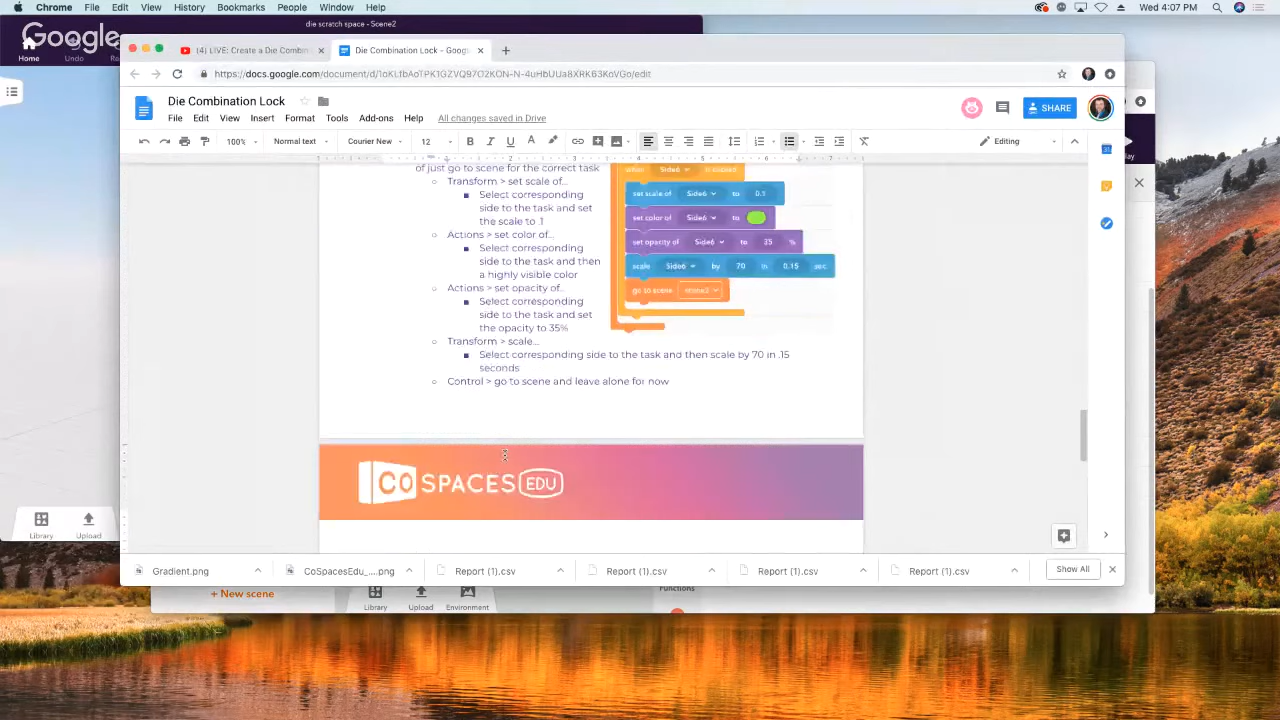 Chrome File Edit View History Bookmarks People Window Help Wed 4:07 PM
die scratch space - Scene2
Google
Home Undo
(4) LIVE: Create a Die Combin
Die Combination Lock - Goog
https://docs.google.com/document/d/
/edit
Die Combination Lock
File Edit View Insert Format Tools Add-ons Help All changes saved in Drive
SHARE
100% Normal text Courier New 12 B I U A Editing
of just go to scene for the correct task
Transform > set scale of...
Select corresponding
side to the task and set
the scale to .1
Actions > set color of...
Select corresponding
side to the task and then
a highly visible color
Actions > set opacity of...
Select corresponding
side to the task and set
the opacity to 35%
Transform > scale...
Select corresponding side to the task and then scale by 70 in .15
seconds
Control > go to scene and leave alone for now
when Side6 is clicked
set scale of Side6 to 0.1
set color of Side6 to
set opacity of Side6 to 35 %
scale Side6 by 70 in 0.15 sec.
go to scene
COSPACES EDU
Library Upload
Gradient.png
CoSpacesEdu_....png
Report (1).csv
Report (1).csv
Report (1).csv
Report (1).csv
Show All
+ New scene
Library Upload Environment
Functions